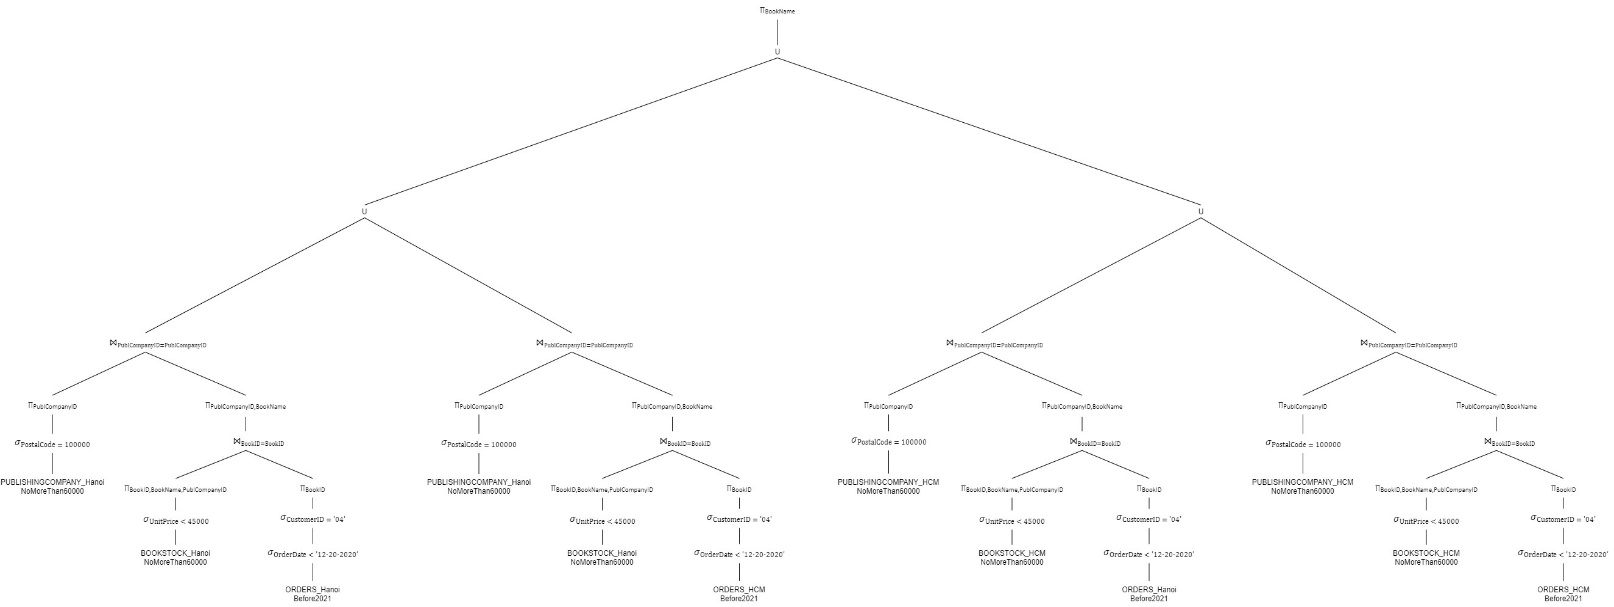 ΠBookName
U
U U
⋈PublCompanyID=PublCompanyID ⋈PublCompanyID=PublCompanyID ⋈PublCompanyID=PublCompanyID ⋈PublCompanyID=PublCompanyID
ΠPublCompanyID ΠPublCompanyID,BookName ΠPublCompanyID ΠPublCompanyID,BookName ΠPublCompanyID ΠPublCompanyID,BookName ΠPublCompanyID ΠPublCompanyID,BookName
σPostalCode = 100000 ⋈BookID=BookID σPostalCode = 100000 ⋈BookID=BookID σPostalCode = 100000 ⋈BookID=BookID σPostalCode = 100000 ⋈BookID=BookID
PUBLISHINGCOMPANY_Hanoi ΠBookID,BookName,PublCompanyID ΠBookID PUBLISHINGCOMPANY_Hanoi ΠBookID,BookName,PublCompanyID ΠBookID PUBLISHINGCOMPANY_HCM ΠBookID,BookName,PublCompanyID ΠBookID PUBLISHINGCOMPANY_HCM ΠBookID,BookName,PublCompanyID ΠBookID
NoMoreThan60000 NoMoreThan60000 NoMoreThan60000 NoMoreThan60000
σUnitPrice < 45000 σCustomerID = '04' σUnitPrice < 45000 σCustomerID = '04' σUnitPrice < 45000 σCustomerID = '04' σUnitPrice < 45000 σCustomerID = '04'
BOOKSTOCK_Hanoi σOrderDate < '12-20-2020' BOOKSTOCK_Hanoi σOrderDate < '12-20-2020' BOOKSTOCK_HCM σOrderDate < '12-20-2020' BOOKSTOCK_HCM σOrderDate < '12-20-2020'
NoMoreThan60000 NoMoreThan60000 NoMoreThan60000 NoMoreThan60000
ORDERS_Hanoi ORDERS_HCM ORDERS_Hanoi ORDERS_HCM
Before2021 Before2021 Before2021 Before2021